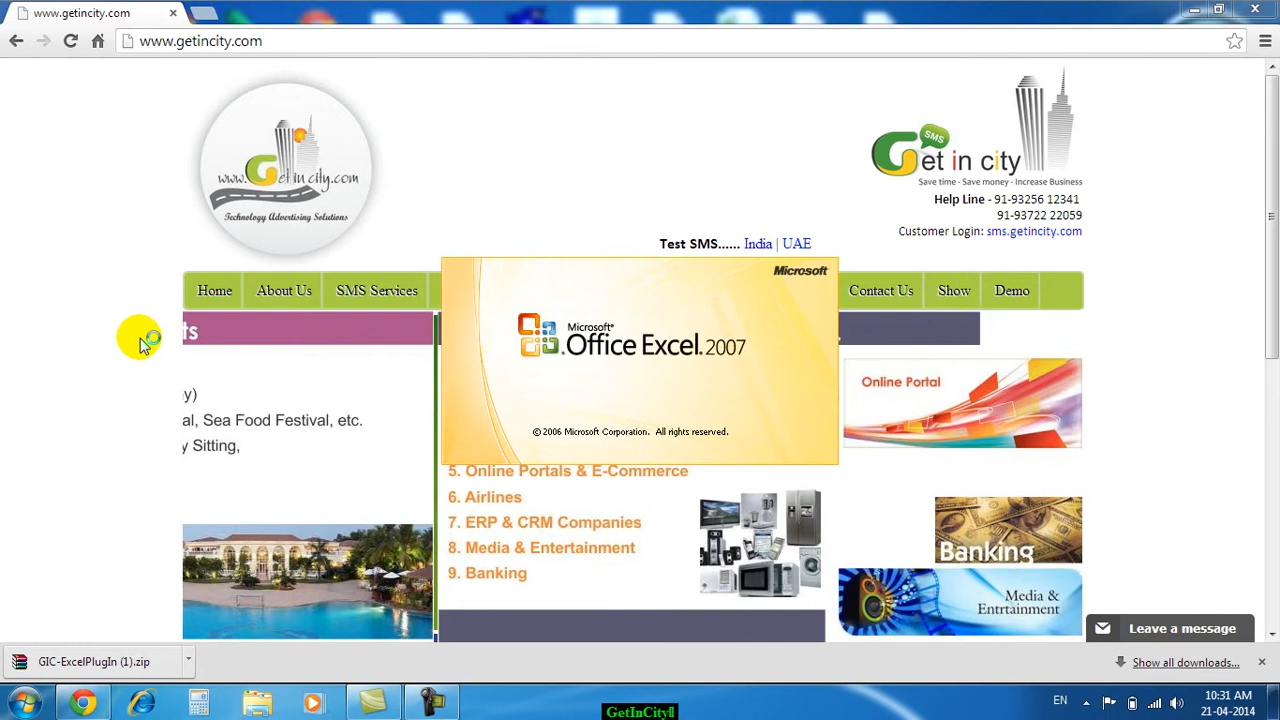 www.getincity.com
www.getincity.com
www.Getincity.com
Technology Advertising Solutions
SMS
Get in city
Save time - Save money - Increase Business
Help Line - 91-93256 12341
91-93722 22059
Customer Login: sms.getincity.com
Test SMS...... India | UAE
Home
About Us
SMS Services
Contact Us
Show
Demo
Microsoft
Microsoft®
Office Excel 2007
© 2006 Microsoft Corporation. All rights reserved.
ts
y)
al, Sea Food Festival, etc.
y Sitting,
5. Online Portals & E-Commerce
6. Airlines
7. ERP & CRM Companies
8. Media & Entertainment
9. Banking
Online Portal
Banking
Media &
Entrtainment
Leave a message
GIC-ExcelPlugIn (1).zip
Show all downloads...
EN
10:31 AM
21-04-2014
GetInCity